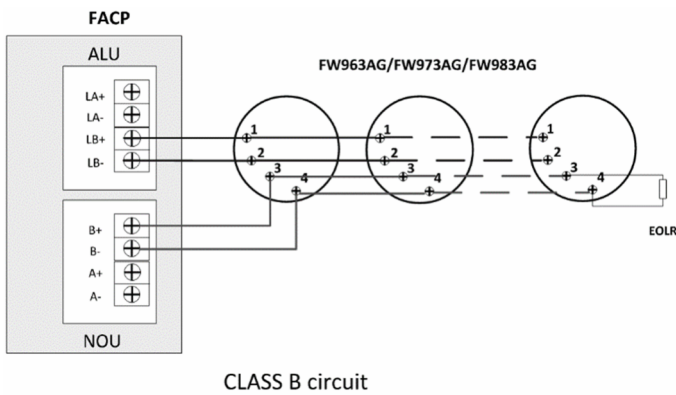 FACP
ALU
FW963AG/FW973AG/FW983AG
LA+
LA-
LB+
LB-
1
2
3
4
1
2
3
4
1
2
3
4
B+
B-
A+
A-
EOLR
NOU
CLASS B circuit